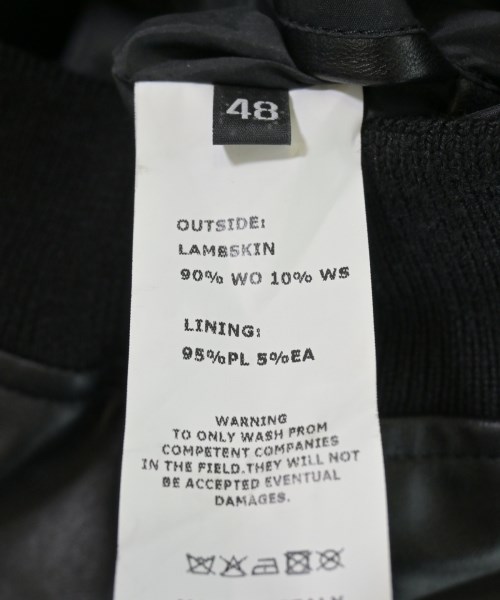 48
OUTSIDE:
LAMBSKIN
90% WO 10% WS
LINING:
95%PL 5%EA
WARNING
TO ONLY WASH FROM
COMPETENT COMPANIES
IN THE FIELD.THEY WILL NOT
BE ACCEPTED EVENTUAL
DAMAGES.